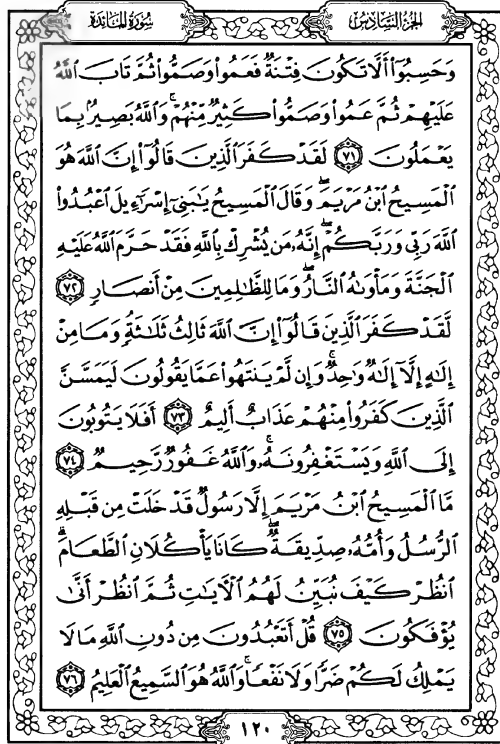 الجزء السادس
سورة المائدة
وَحَسِبُوٓا۟ أَلَّا تَكُونَ فِتْنَةٌ فَعَمُوا۟ وَصَمُّوا۟ ثُمَّ تَابَ ٱللَّهُ
عَلَيْهِمْ ثُمَّ عَمُوا۟ وَصَمُّوا۟ كَثِيرٌ مِّنْهُمْ ۚ وَٱللَّهُ بَصِيرٌۢ بِمَا
يَعْمَلُونَ ٧١ لَقَدْ كَفَرَ ٱلَّذِينَ قَالُوٓا۟ إِنَّ ٱللَّهَ هُوَ
ٱلْمَسِيحُ ٱبْنُ مَرْيَمَ ۖ وَقَالَ ٱلْمَسِيحُ يَٰبَنِىٓ إِسْرَٰٓءِيلَ ٱعْبُدُوا۟
ٱللَّهَ رَبِّى وَرَبَّكُمْ ۖ إِنَّهُۥ مَن يُشْرِكْ بِٱللَّهِ فَقَدْ حَرَّمَ ٱللَّهُ عَلَيْهِ
ٱلْجَنَّةَ وَمَأْوَىٰهُ ٱلنَّارُ ۖ وَمَا لِلظَّٰلِمِينَ مِنْ أَنصَارٍ ٧٢
لَّقَدْ كَفَرَ ٱلَّذِينَ قَالُوٓا۟ إِنَّ ٱللَّهَ ثَالِثُ ثَلَٰثَةٍ ۘ وَمَا مِنْ
إِلَٰهٍ إِلَّآ إِلَٰهٌ وَٰحِدٌ ۚ وَإِن لَّمْ يَنتَهُوا۟ عَمَّا يَقُولُونَ لَيَمَسَّنَّ
ٱلَّذِينَ كَفَرُوا۟ مِنْهُمْ عَذَابٌ أَلِيمٌ ٧٣ أَفَلَا يَتُوبُونَ
إِلَى ٱللَّهِ وَيَسْتَغْفِرُونَهُۥ ۚ وَٱللَّهُ غَفُورٌ رَّحِيمٌ ٧٤
مَّا ٱلْمَسِيحُ ٱبْنُ مَرْيَمَ إِلَّا رَسُولٌ قَدْ خَلَتْ مِن قَبْلِهِ
ٱلرُّسُلُ وَأُمُّهُۥ صِدِّيقَةٌ ۖ كَانَا يَأْكُلَانِ ٱلطَّعَامَ ۗ
ٱنظُرْ كَيْفَ نُبَيِّنُ لَهُمُ ٱلْءَايَٰتِ ثُمَّ ٱنظُرْ أَنَّىٰ
يُؤْفَكُونَ ٧٥ قُلْ أَتَعْبُدُونَ مِن دُونِ ٱللَّهِ مَا لَا
يَمْلِكُ لَكُمْ ضَرًّا وَلَا نَفْعًا ۚ وَٱللَّهُ هُوَ ٱلسَّمِيعُ ٱلْعَلِيمُ ٧٦
١٢٠